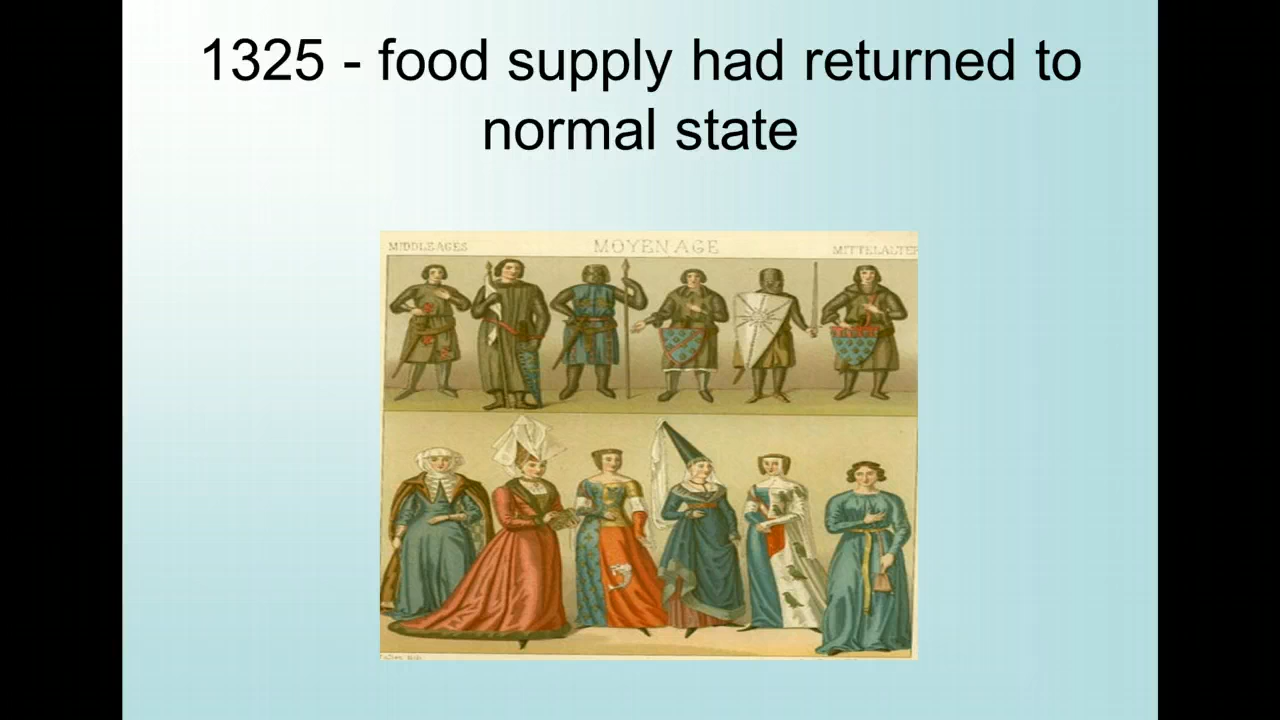 1325 - food supply had returned to
normal state
MIDDLE AGES
MOYEN AGE
MITTELALTER